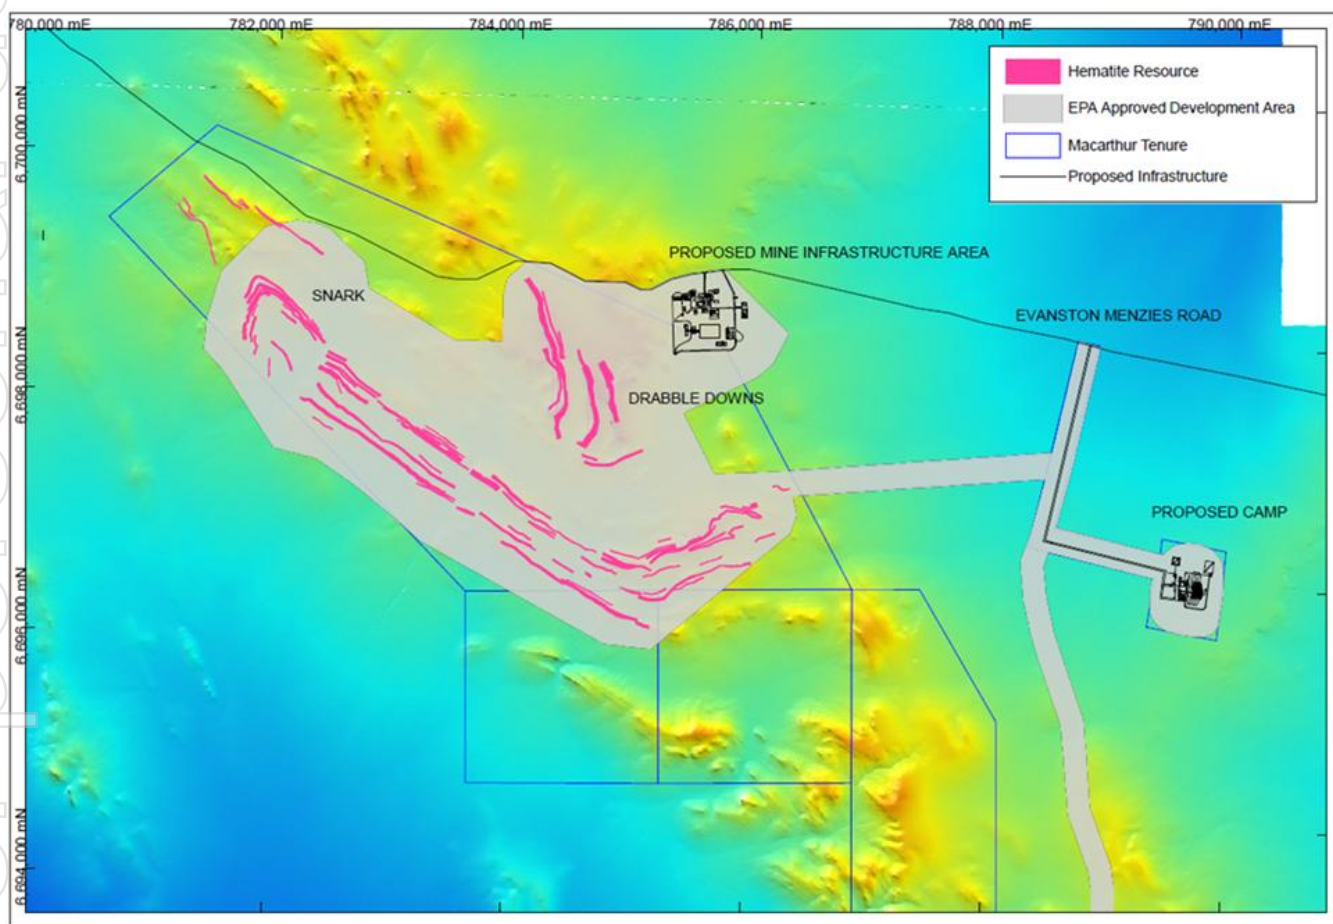 780,000 mE
782,000 mE
784,000 mE
786,000 mE
788,000 mE
790,000 mE
Hematite Resource
EPA Approved Development Area
Macarthur Tenure
Proposed Infrastructure
6 700,000 mN
PROPOSED MINE INFRASTRUCTURE AREA
SNARK
EVANSTON MENZIES ROAD
6 698,000 mN
DRABBLE DOWNS
PROPOSED CAMP
6 696,000 mN
6 694,000 mN